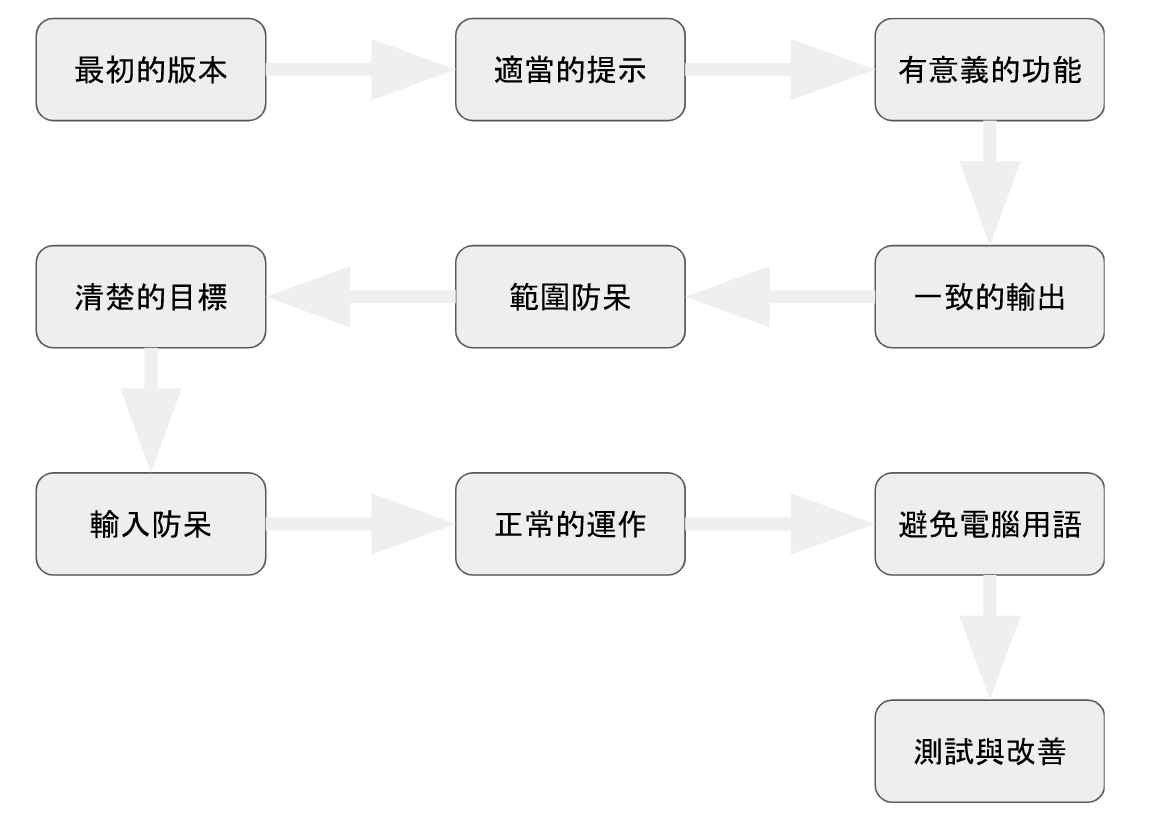 最初的版本
適當的提示
有意義的功能
一致的輸出
範圍防呆
清楚的目標
輸入防呆
正常的運作
避免電腦用語
測試與改善